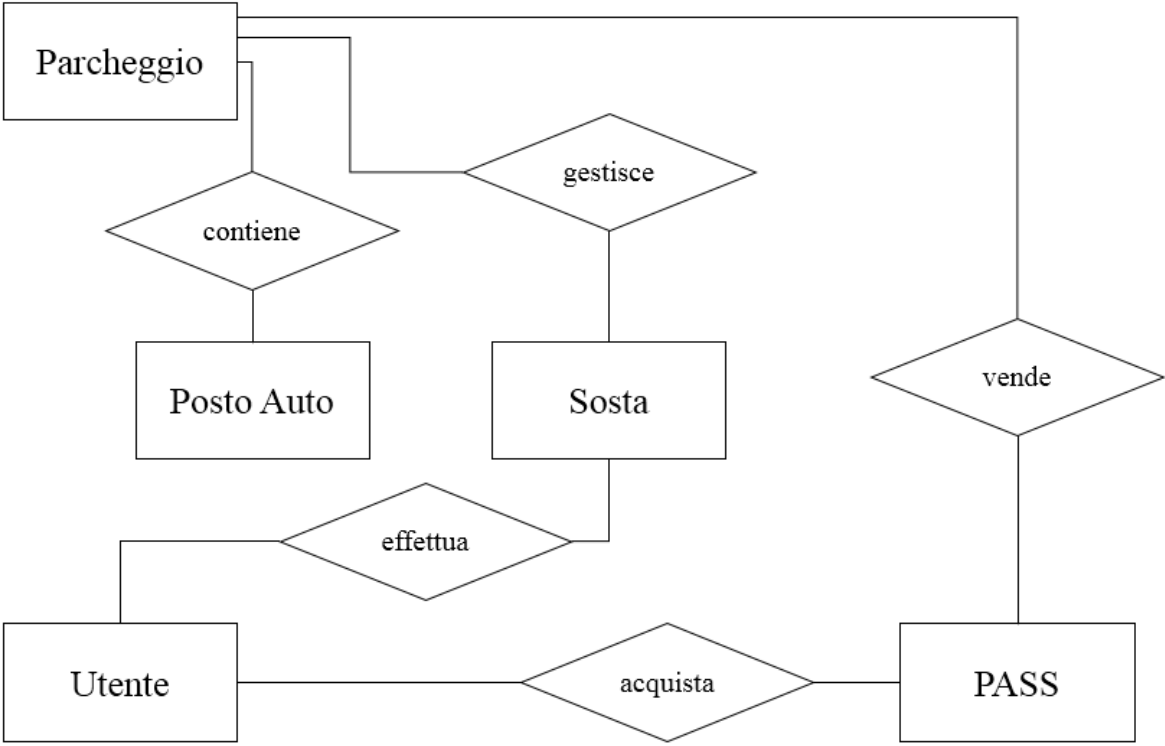 Parcheggio
gestisce
contiene
vende
Posto Auto
Sosta
effettua
Utente
acquista
PASS